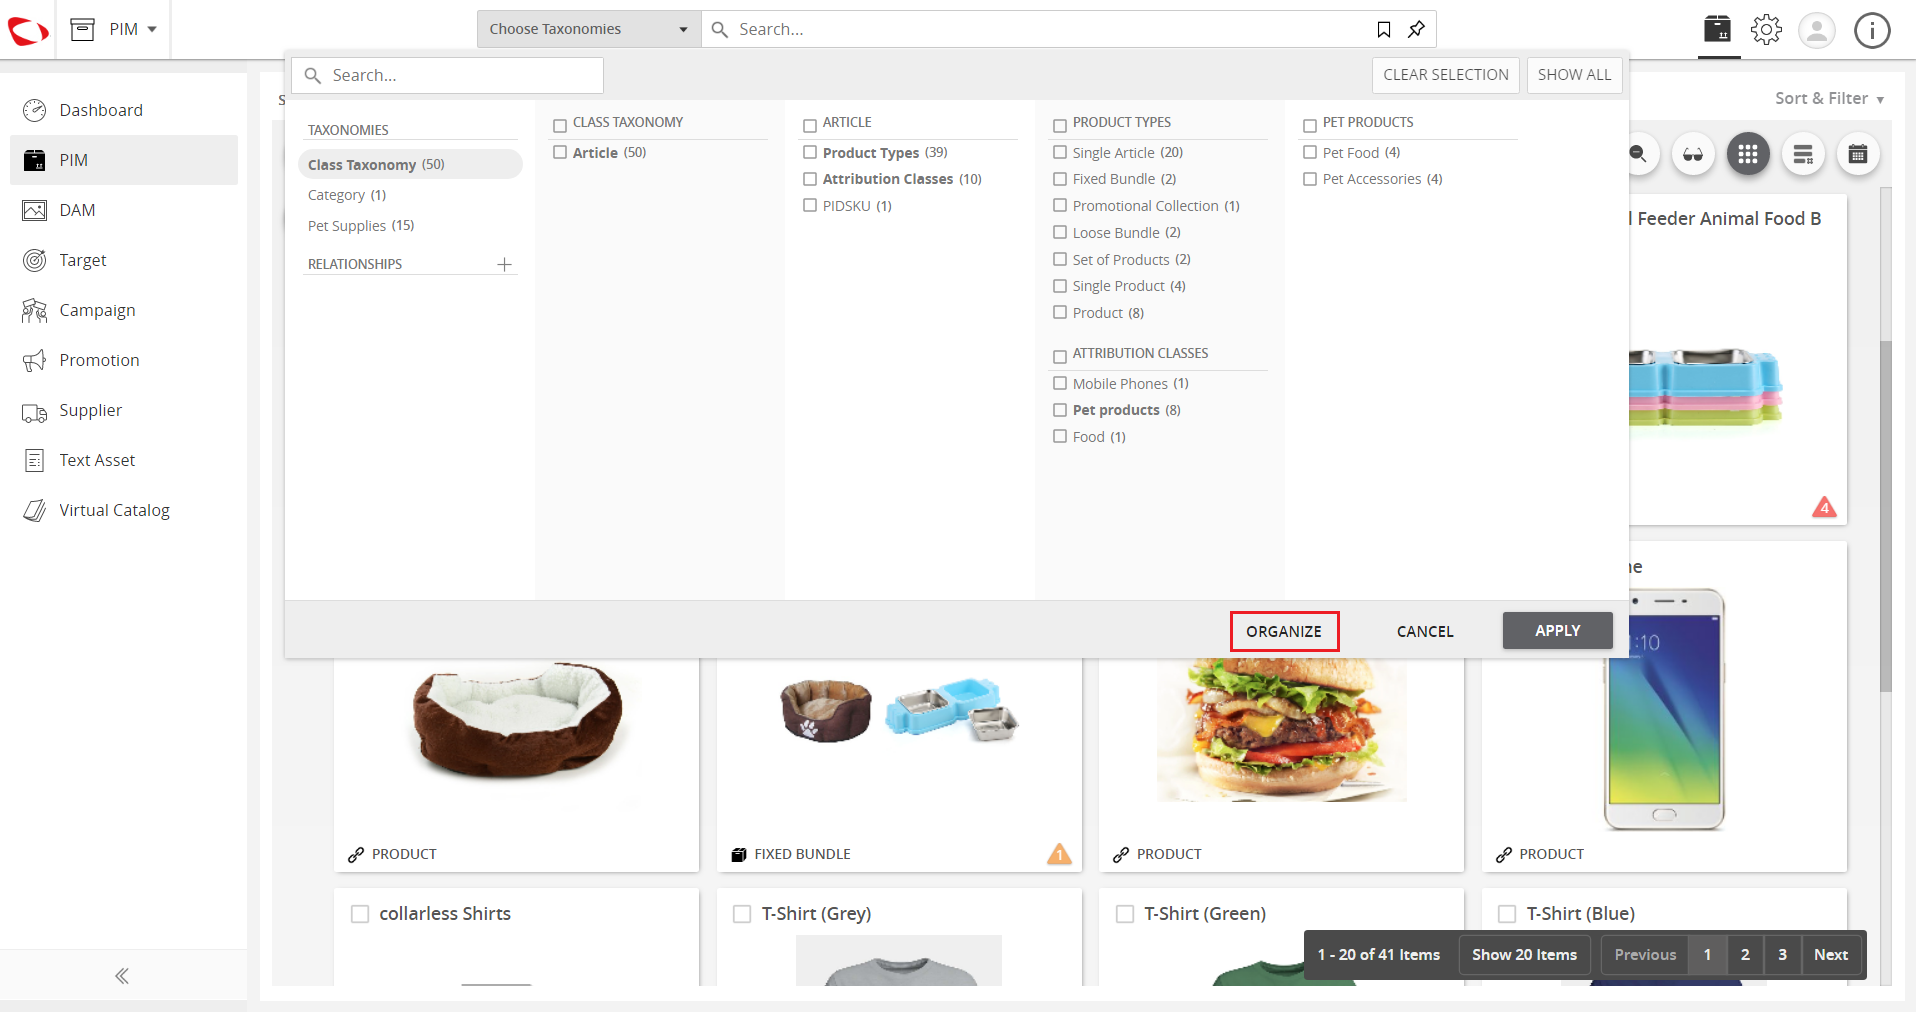 PIM
Choose Taxonomies
Search...
Search...
CLEAR SELECTION
SHOW ALL
Sort & Filter
Dashboard
PIM
DAM
Target
Campaign
Promotion
Supplier
Text Asset
Virtual Catalog
TAXONOMIES
Class Taxonomy (50)
Category (1)
Pet Supplies (15)
RELATIONSHIPS
CLASS TAXONOMY
Article (50)
ARTICLE
Product Types (39)
Attribution Classes (10)
PIDSKU (1)
PRODUCT TYPES
Single Article (20)
Fixed Bundle (2)
Promotional Collection (1)
Loose Bundle (2)
Set of Products (2)
Single Product (4)
Product (8)
ATTRIBUTION CLASSES
Mobile Phones (1)
Pet products (8)
Food (1)
PET PRODUCTS
Pet Food (4)
Pet Accessories (4)
l Feeder Animal Food B
4
ne
ORGANIZE
CANCEL
APPLY
1:10
PRODUCT
FIXED BUNDLE
1
PRODUCT
PRODUCT
collarless Shirts
T-Shirt (Grey)
T-Shirt (Green)
T-Shirt (Blue)
1 - 20 of 41 Items
Show 20 Items
Previous
1
2
3
Next